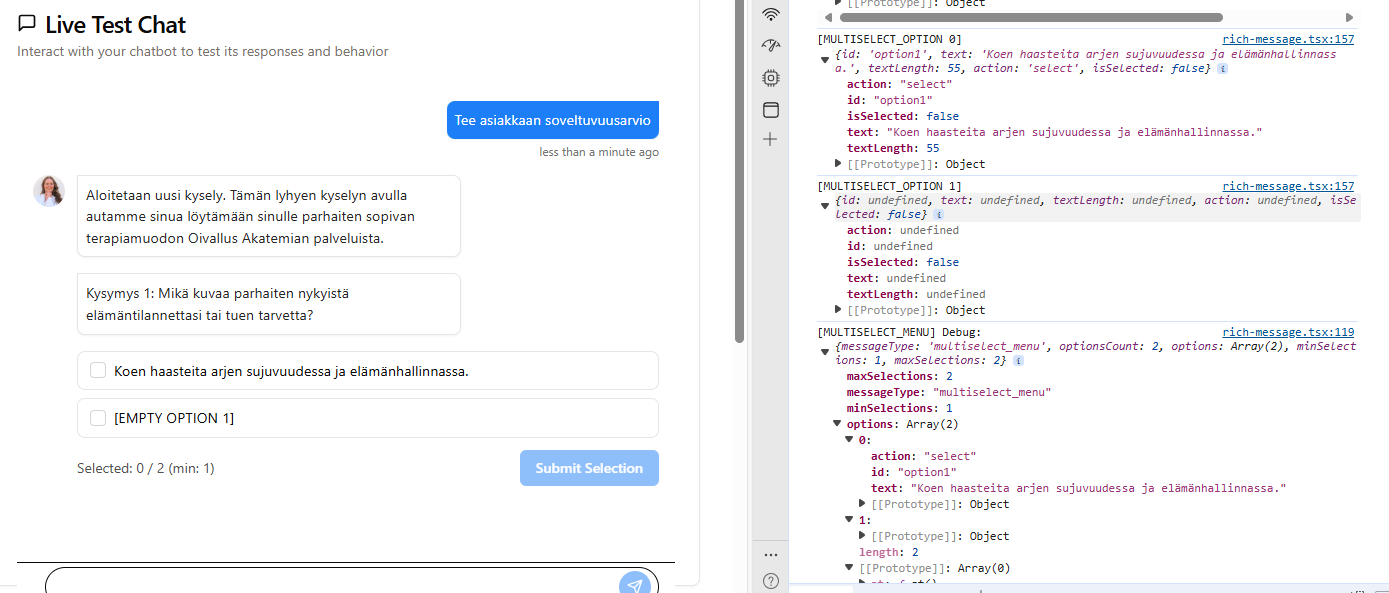 Live Test Chat
Interact with your chatbot to test its responses and behavior
Tee asiakkaan soveltuvuusarvio
less than a minute ago
Aloitetaan uusi kysely. Tämän lyhyen kyselyn avulla
autamme sinua löytämään sinulle parhaiten sopivan
terapiamuodon Oivallus Akatemian palveluista.
Kysymys 1: Mikä kuvaa parhaiten nykyistä
elämäntilannettasi tai tuen tarvetta?
Koen haasteita arjen sujuvuudessa ja elämänhallinnassa.
[EMPTY OPTION 1]
Selected: 0 / 2 (min: 1)
Submit Selection
[[Prototype]]: Object
[MULTISELECT_OPTION 0] rich-message.tsx:157
{id: 'option1', text: 'Koen haasteita arjen sujuvuudessa ja elämänhallinnass
a.', textLength: 55, action: 'select', isSelected: false}
action: "select"
id: "option1"
isSelected: false
text: "Koen haasteita arjen sujuvuudessa ja elämänhallinnassa."
textLength: 55
[[Prototype]]: Object
[MULTISELECT_OPTION 1] rich-message.tsx:157
{id: undefined, text: undefined, textLength: undefined, action: undefined, isSe
lected: false}
action: undefined
id: undefined
isSelected: false
text: undefined
textLength: undefined
[[Prototype]]: Object
[MULTISELECT_MENU] Debug: rich-message.tsx:119
{messageType: 'multiselect_menu', optionsCount: 2, options: Array(2), minSelect
ions: 1, maxSelections: 2}
maxSelections: 2
messageType: "multiselect_menu"
minSelections: 1
options: Array(2)
0:
action: "select"
id: "option1"
text: "Koen haasteita arjen sujuvuudessa ja elämänhallinnassa."
[[Prototype]]: Object
1:
[[Prototype]]: Object
length: 2
[[Prototype]]: Array(0)